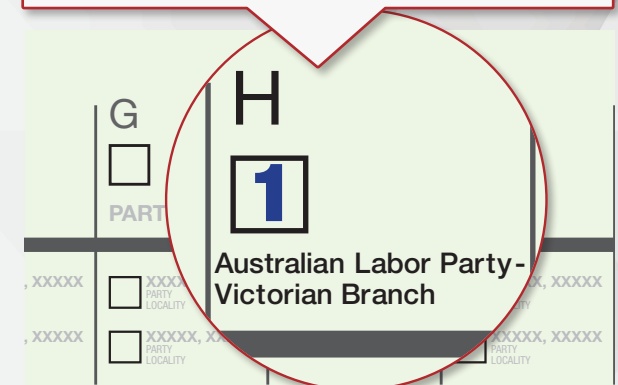 G
H
1
PART
Australian Labor Party-
Victorian Branch
, XXXXX
XXXX
PARTY
LOCALITY
X, XXXXX
, XXXXX
XXXXX, X
PARTY
LOCALITY
XXXX, XXXXX
PARTY
LOCALITY